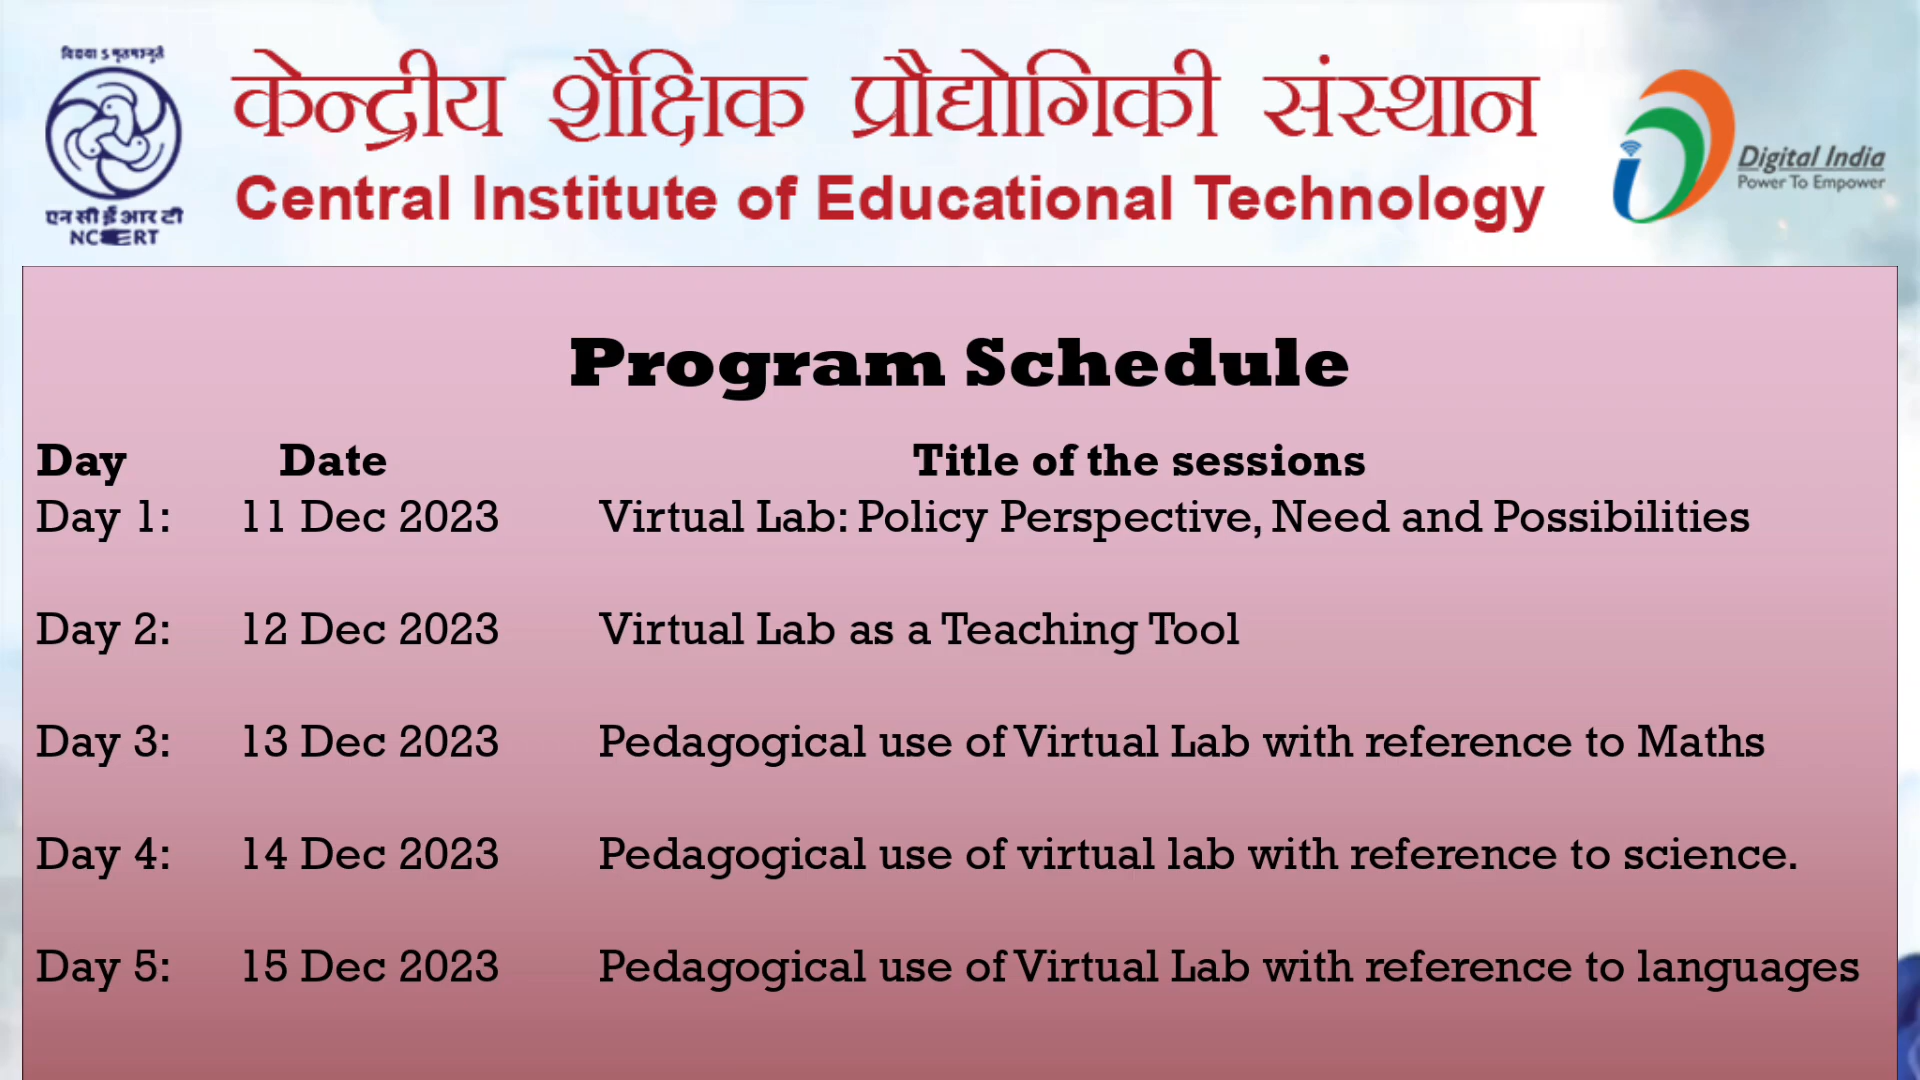 विद्यया ऽ मृतमश्नुते
एन सी ई आर टी
NCERT
केन्द्रीय शैक्षिक प्रौद्योगिकी संस्थान
Central Institute of Educational Technology
Digital India
Power To Empower
Program Schedule
Day Date Title of the sessions
Day 1: 11 Dec 2023 Virtual Lab: Policy Perspective, Need and Possibilities
Day 2: 12 Dec 2023 Virtual Lab as a Teaching Tool
Day 3: 13 Dec 2023 Pedagogical use of Virtual Lab with reference to Maths
Day 4: 14 Dec 2023 Pedagogical use of virtual lab with reference to science.
Day 5: 15 Dec 2023 Pedagogical use of Virtual Lab with reference to languages